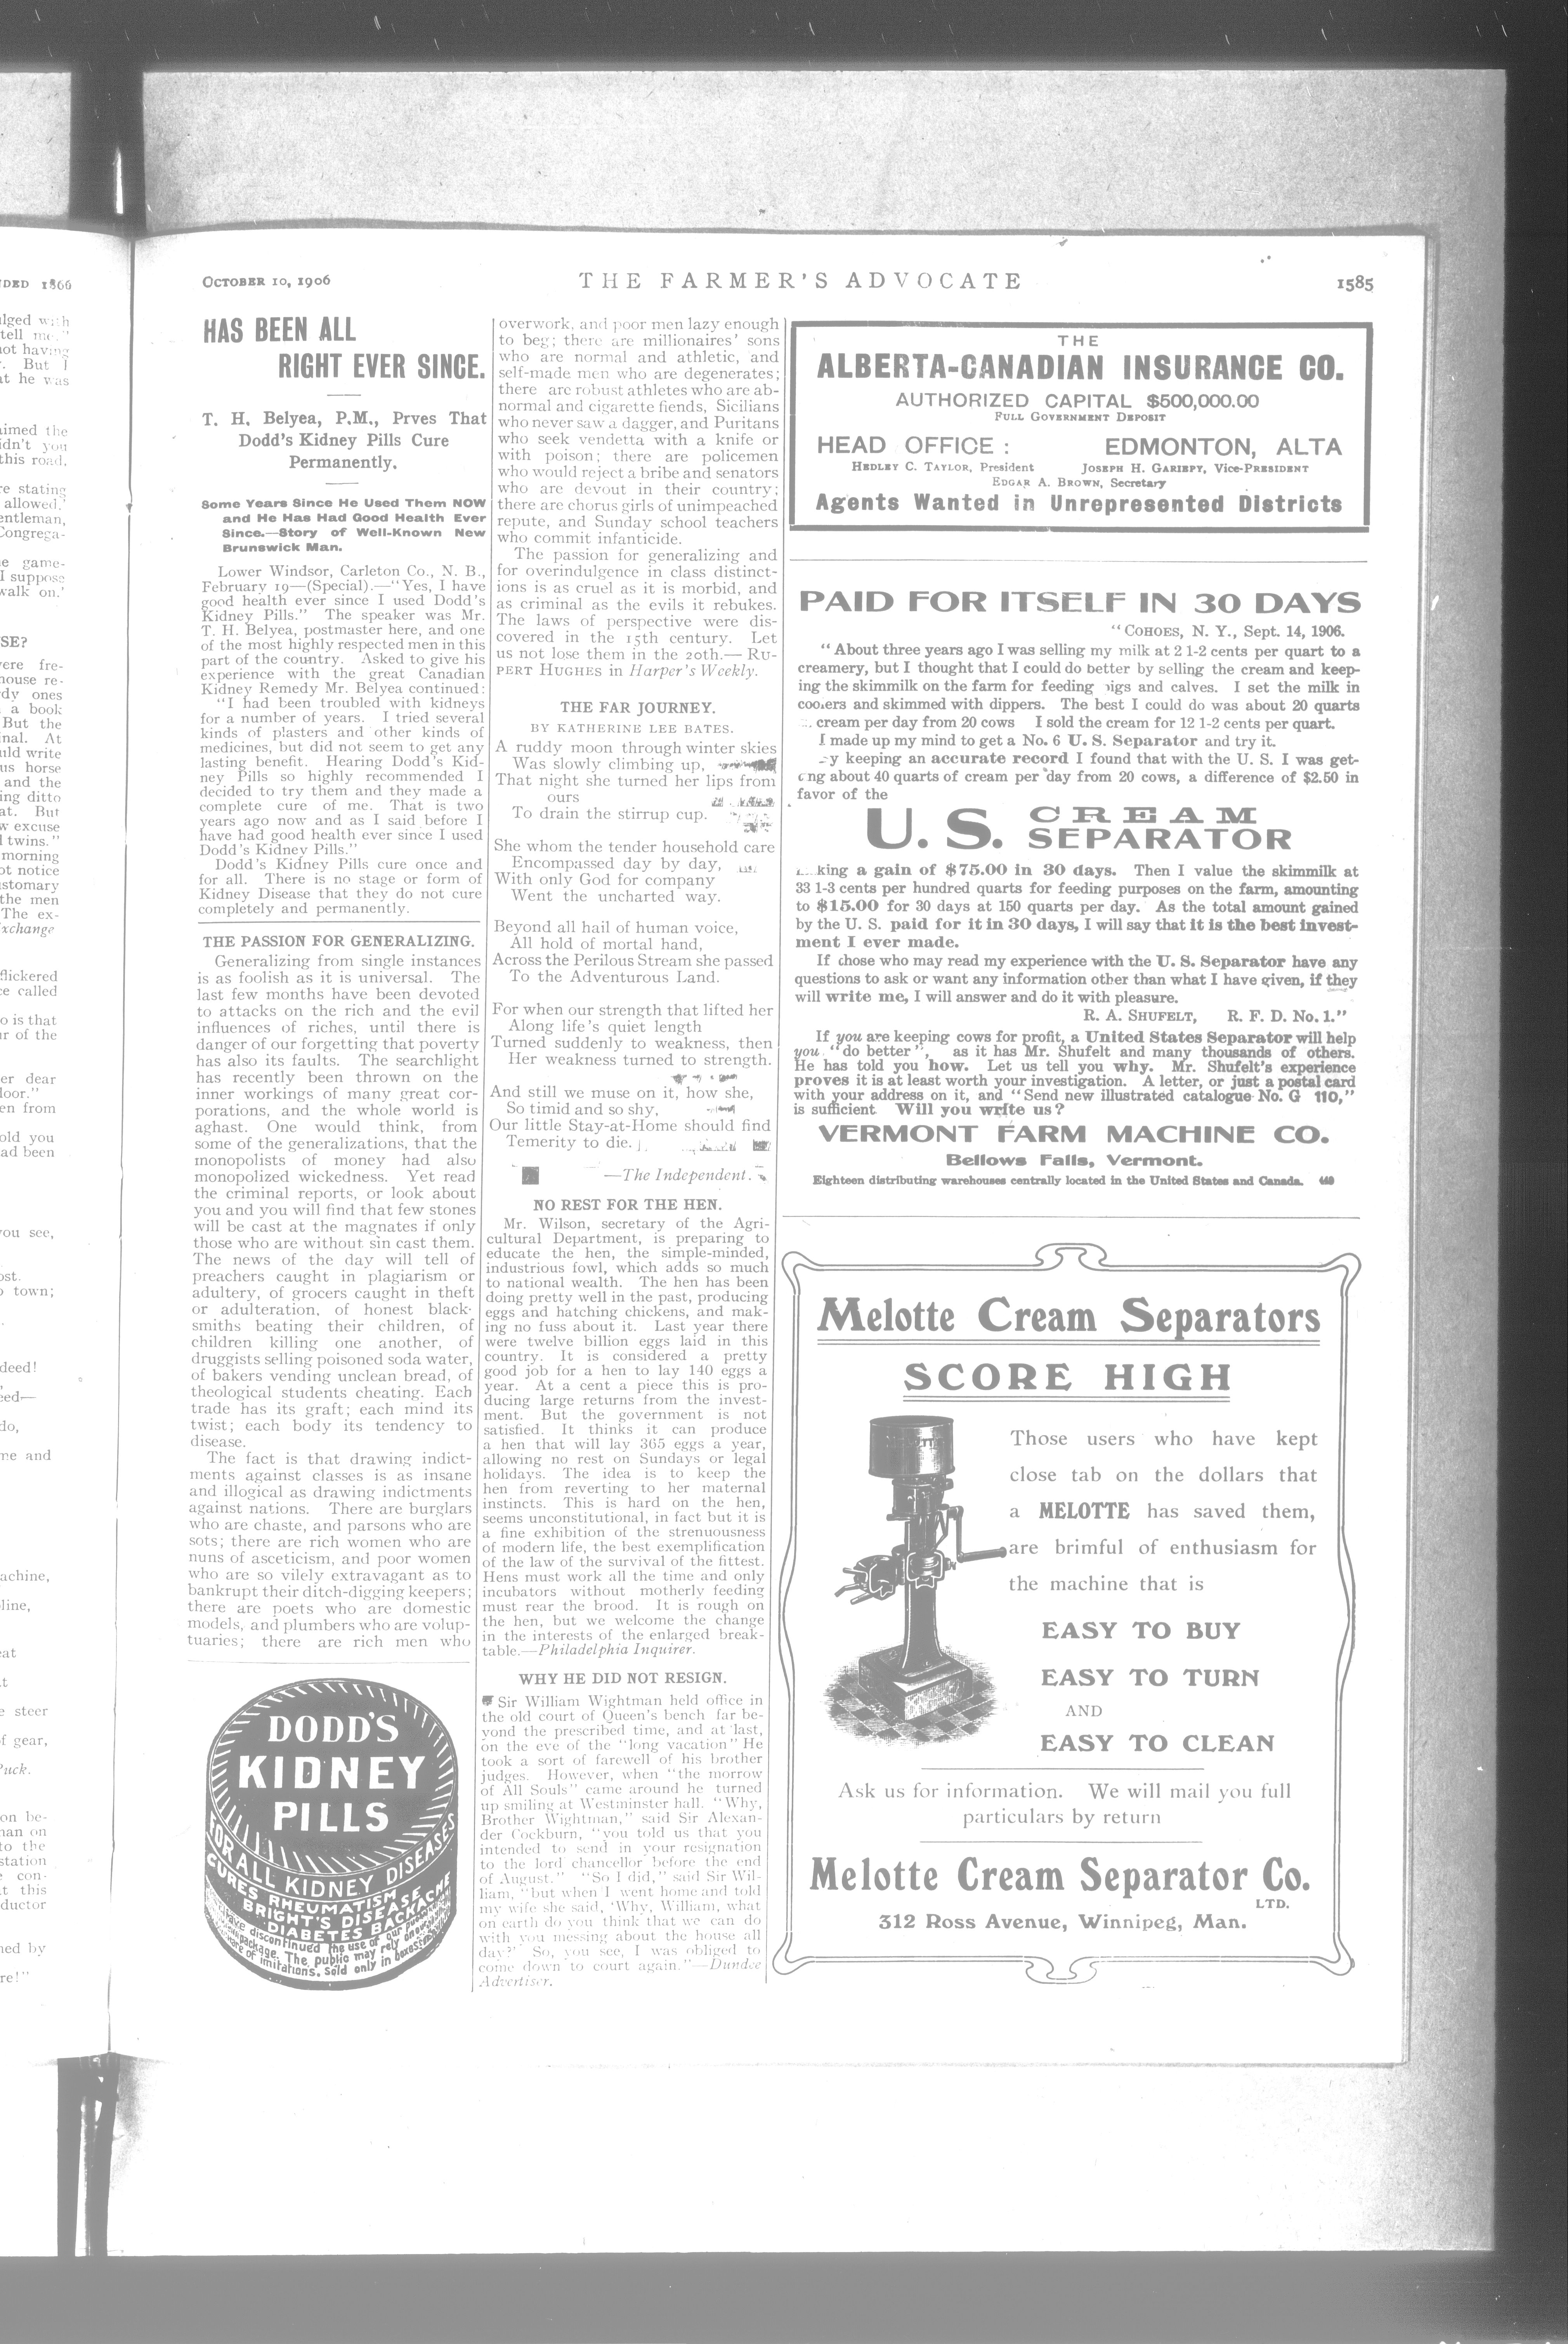 OCTOBER 10, 1906
THE FARMER'S ADVOCATE
1585
HAS BEEN ALL
RIGHT EVER SINCE.
T. H. Belyea, P.M., Prves That
Dodd's Kidney Pills Cure
Permanently.
Some Years Since He Used Them NOW
and He Has Had Good Health Ever
Since.—Story of Well-Known New
Brunswick Man.
Lower Windsor, Carleton Co., N. B.,
February 19—(Special).—"Yes, I have
good health ever since I used Dodd's
Kidney Pills." The speaker was Mr.
T. H. Belyea, postmaster here, and one
of the most highly respected men in this
part of the country. Asked to give his
experience with the great Canadian
Kidney Remedy Mr. Belyea continued:
"I had been troubled with kidneys
for a number of years. I tried several
kinds of plasters and other kinds of
medicines, but did not seem to get any
lasting benefit. Hearing Dodd's Kid-
ney Pills so highly recommended I
decided to try them and they made a
complete cure of me. That is two
years ago now and as I said before I
have had good health ever since I used
Dodd's Kidney Pills."
Dodd's Kidney Pills cure once and
for all. There is no stage or form of
Kidney Disease that they do not cure
completely and permanently.
THE PASSION FOR GENERALIZING.
Generalizing from single instances
is as foolish as it is universal. The
last few months have been devoted
to attacks on the rich and the evil
influences of riches, until there is
danger of our forgetting that poverty
has also its faults. The searchlight
has recently been thrown on the
inner workings of many great cor-
porations, and the whole world is
aghast. One would think, from
some of the generalizations, that the
monopolists of money had also
monopolized wickedness. Yet read
the criminal reports, or look about
you and you will find that few stones
will be cast at the magnates if only
those who are without sin cast them.
The news of the day will tell of
preachers caught in plagiarism or
adultery, of grocers caught in theft
or adulteration, of honest black-
smiths beating their children, of
children killing one another, of
druggists selling poisoned soda water,
of bakers vending unclean bread, of
theological students cheating. Each
trade has its graft; each mind its
twist; each body its tendency to
disease.
The fact is that drawing indict-
ments against classes is as insane
and illogical as drawing indictments
against nations. There are burglars
who are chaste, and parsons who are
sots; there are rich women who are
nuns of asceticism, and poor women
who are so vilely extravagant as to
bankrupt their ditch-digging keepers;
there are poets who are domestic
models, and plumbers who are volup-
tuaries; there are rich men who
DODD'S
KIDNEY
PILLS
FOR ALL KIDNEY DISEASES
CURES RHEUMATISM
BRIGHT'S DISEASE
DIABETES BACKACHE
have discontinued the use of our
package. The public may rely on
imitations. Sold only in boxes
overwork, and poor men lazy enough
to beg; there are millionaires' sons
who are normal and athletic, and
self-made men who are degenerates;
there are robust athletes who are ab-
normal and cigarette fiends, Sicilians
who never saw a dagger, and Puritans
who seek vendetta with a knife or
with poison; there are policemen
who would reject a bribe and senators
who are devout in their country;
there are chorus girls of unimpeached
repute, and Sunday school teachers
who commit infanticide.
The passion for generalizing and
for overindulgence in class distinct-
ions is as cruel as it is morbid, and
as criminal as the evils it rebukes.
The laws of perspective were dis-
covered in the 15th century. Let
us not lose them in the 20th.—RU-
PERT HUGHES in Harper's Weekly.
THE FAR JOURNEY.
BY KATHERINE LEE BATES.
A ruddy moon through winter skies
Was slowly climbing up,
That night she turned her lips from
ours
To drain the stirrup cup.
She whom the tender household care
Encompassed day by day,
With only God for company
Went the uncharted way.
Beyond all hail of human voice,
All hold of mortal hand,
Across the Perilous Stream she passed
To the Adventurous Land.
For when our strength that lifted her
Along life's quiet length
Turned suddenly to weakness, then
Her weakness turned to strength.
And still we muse on it, how she,
So timid and so shy,
Our little Stay-at-Home should find
Temerity to die.
—The Independent.
NO REST FOR THE HEN.
Mr. Wilson, secretary of the Agri-
cultural Department, is preparing to
educate the hen, the simple-minded,
industrious fowl, which adds so much
to national wealth. The hen has been
doing pretty well in the past, producing
eggs and hatching chickens, and mak-
ing no fuss about it. Last year there
were twelve billion eggs laid in this
country. It is considered a pretty
good job for a hen to lay 140 eggs a
year. At a cent a piece this is pro-
ducing large returns from the invest-
ment. But the government is not
satisfied. It thinks it can produce
a hen that will lay 365 eggs a year,
allowing no rest on Sundays or legal
holidays. The idea is to keep the
hen from reverting to her maternal
instincts. This is hard on the hen,
seems unconstitutional, in fact but it is
a fine exhibition of the strenuousness
of modern life, the best exemplification
of the law of the survival of the fittest.
Hens must work all the time and only
incubators without motherly feeding
must rear the brood. It is rough on
the hen, but we welcome the change
in the interests of the enlarged break-
table.—Philadelphia Inquirer.
WHY HE DID NOT RESIGN.
Sir William Wightman held office in
the old court of Queen's bench far be-
yond the prescribed time, and at last,
on the eve of the "long vacation" He
took a sort of farewell of his brother
judges. However, when "the morrow
of All Souls" came around he turned
up smiling at Westminster hall. "Why,
Brother Wightman," said Sir Alexan-
der Cockburn, "you told us that you
intended to send in your resignation
to the lord chancellor before the end
of August." "So I did," said Sir Wil-
liam, "but when I went home and told
my wife she said, 'Why, William, what
on earth do you think that we can do
with you messing about the house all
day?' So, you see, I was obliged to
come down to court again."—Dundee
Advertiser.
THE
ALBERTA-CANADIAN INSURANCE CO.
AUTHORIZED CAPITAL $500,000.00
FULL GOVERNMENT DEPOSIT
HEAD OFFICE: EDMONTON, ALTA
HEDLEY C. TAYLOR, President JOSEPH H. GARIEPY, Vice-PRESIDENT
EDGAR A. BROWN, Secretary
Agents Wanted in Unrepresented Districts
PAID FOR ITSELF IN 30 DAYS
"COHOES, N. Y., Sept. 14, 1906.
"About three years ago I was selling my milk at 2 1-2 cents per quart to a
creamery, but I thought that I could do better by selling the cream and keep-
ing the skimmilk on the farm for feeding pigs and calves. I set the milk in
coolers and skimmed with dippers. The best I could do was about 20 quarts
cream per day from 20 cows I sold the cream for 12 1-2 cents per quart.
I made up my mind to get a No. 6 U. S. Separator and try it.
By keeping an accurate record I found that with the U. S. I was get-
ting about 40 quarts of cream per day from 20 cows, a difference of $2.50 in
favor of the
U. S. CREAM
SEPARATOR
king a gain of $75.00 in 30 days. Then I value the skimmilk at
33 1-3 cents per hundred quarts for feeding purposes on the farm, amounting
to $15.00 for 30 days at 150 quarts per day. As the total amount gained
by the U. S. paid for it in 30 days, I will say that it is the best invest-
ment I ever made.
If those who may read my experience with the U. S. Separator have any
questions to ask or want any information other than what I have given, if they
will write me, I will answer and do it with pleasure.
R. A. SHUFELT, R. F. D. No. 1."
If you are keeping cows for profit, a United States Separator will help
you "do better", as it has Mr. Shufelt and many thousands of others.
He has told you how. Let us tell you why. Mr. Shufelt's experience
proves it is at least worth your investigation. A letter, or just a postal card
with your address on it, and "Send new illustrated catalogue No. G 110,"
is sufficient Will you write us?
VERMONT FARM MACHINE CO.
Bellows Falls, Vermont.
Eighteen distributing warehouses centrally located in the United States and Canada.
Melotte Cream Separators
SCORE HIGH
Those users who have kept
close tab on the dollars that
a MELOTTE has saved them,
are brimful of enthusiasm for
the machine that is
EASY TO BUY
EASY TO TURN
AND
EASY TO CLEAN
Ask us for information. We will mail you full
particulars by return
Melotte Cream Separator Co.
LTD.
312 Ross Avenue, Winnipeg, Man.